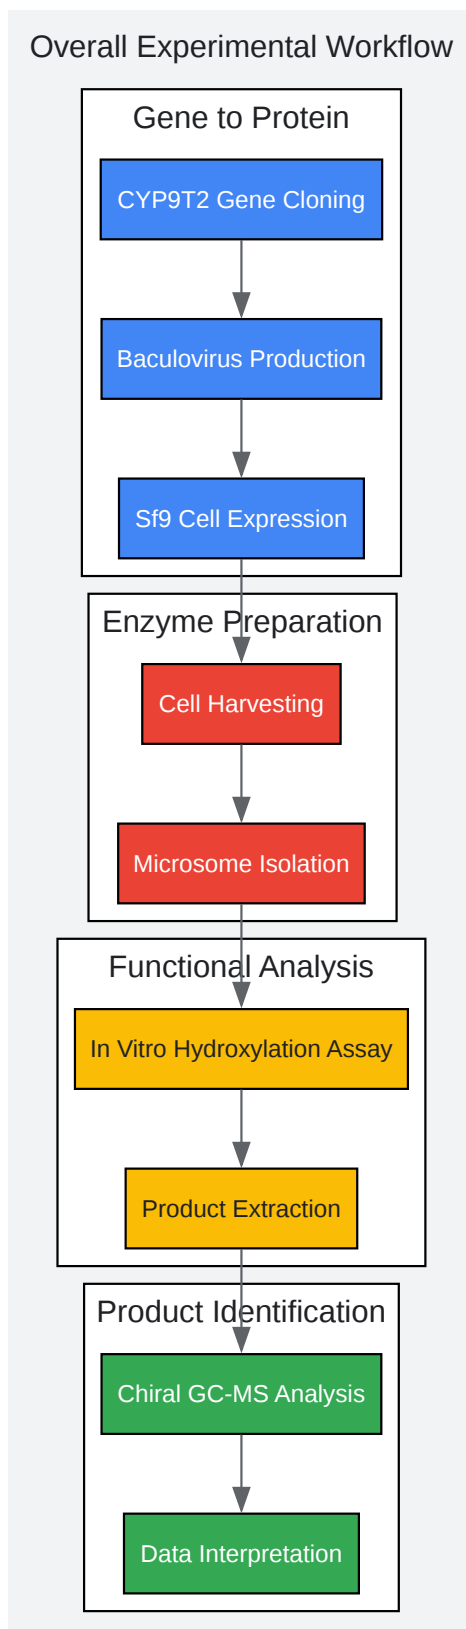 Overall Experimental Workflow
Gene to Protein
CYP9T2 Gene Cloning
Baculovirus Production
Sf9 Cell Expression
Enzyme Preparation
Cell Harvesting
Microsome Isolation
Functional Analysis
In Vitro Hydroxylation Assay
Product Extraction
Product Identification
Chiral GC-MS Analysis
Data Interpretation